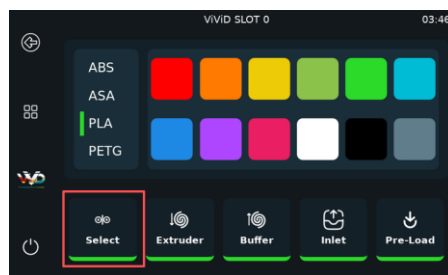 ViViD SLOT 0
03:46
ABS
ASA
PLA
PETG
Select
Extruder
Buffer
Inlet
Pre-Load